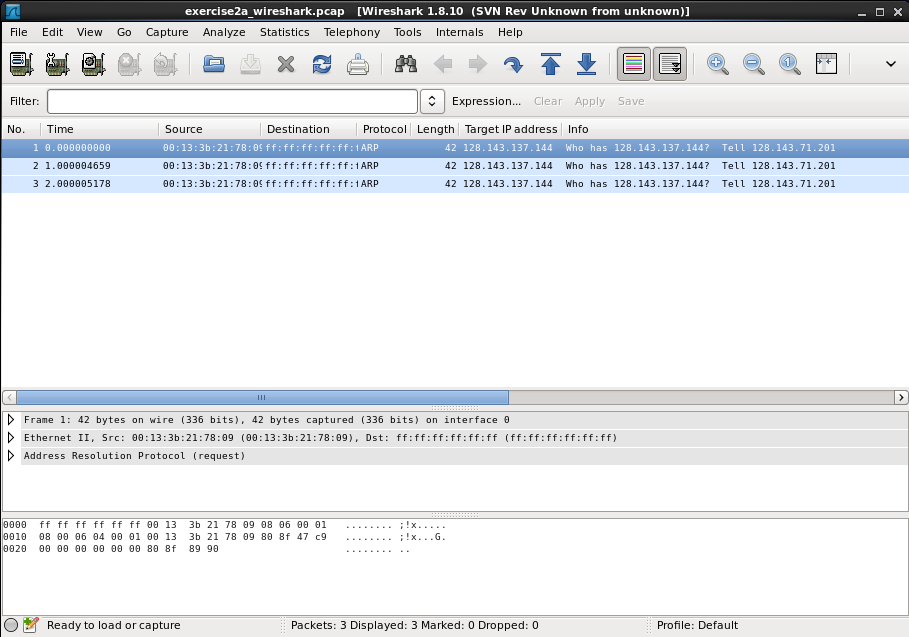 exercise2a_wireshark.pcap [Wireshark 1.8.10 (SVN Rev Unknown from unknown)]
File Edit View Go Capture Analyze Statistics Telephony Tools Internals Help
Filter: Expression... Clear Apply Save
No. Time Source Destination Protocol Length Target IP address Info
1 0.000000000 00:13:3b:21:78:09 ff:ff:ff:ff:ff:f ARP 42 128.143.137.144 Who has 128.143.137.144? Tell 128.143.71.201
2 1.000004659 00:13:3b:21:78:09 ff:ff:ff:ff:ff:f ARP 42 128.143.137.144 Who has 128.143.137.144? Tell 128.143.71.201
3 2.000005178 00:13:3b:21:78:09 ff:ff:ff:ff:ff:f ARP 42 128.143.137.144 Who has 128.143.137.144? Tell 128.143.71.201
Frame 1: 42 bytes on wire (336 bits), 42 bytes captured (336 bits) on interface 0
Ethernet II, Src: 00:13:3b:21:78:09 (00:13:3b:21:78:09), Dst: ff:ff:ff:ff:ff:ff (ff:ff:ff:ff:ff:ff)
Address Resolution Protocol (request)
0000 ff ff ff ff ff ff 00 13 3b 21 78 09 08 06 00 01 ........ ;!x.....
0010 08 00 06 04 00 01 00 13 3b 21 78 09 80 8f 47 c9 ........ ;!x...G.
0020 00 00 00 00 00 00 80 8f 89 90 ........ ..
Ready to load or capture Packets: 3 Displayed: 3 Marked: 0 Dropped: 0 Profile: Default